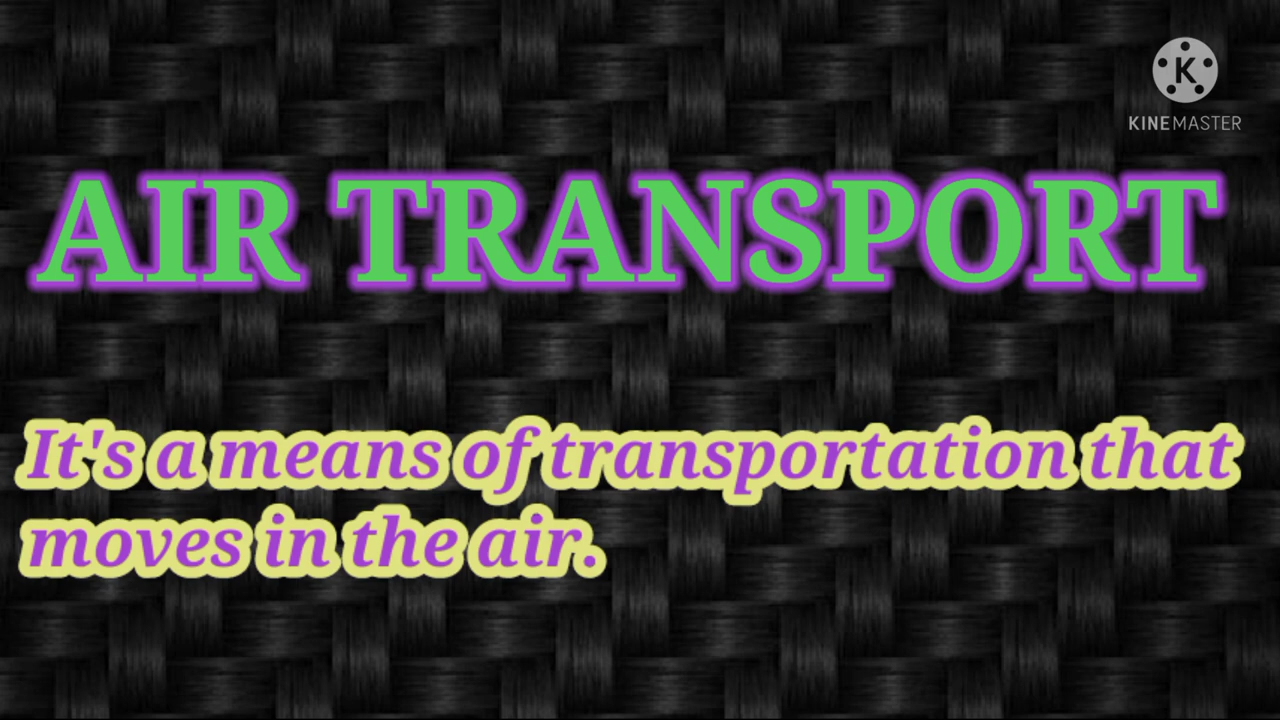 K
KINEMASTER
AIR TRANSPORT
It's a means of transportation that
moves in the air.